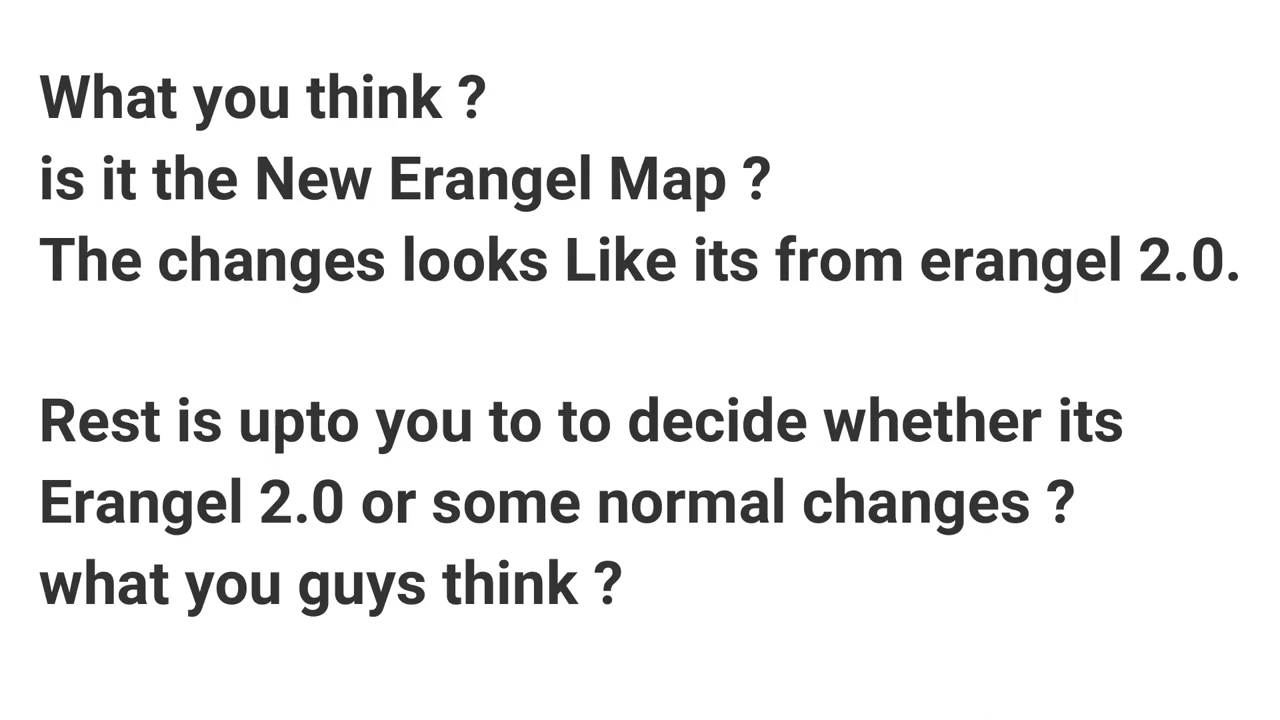 What you think ?
is it the New Erangel Map ?
The changes looks Like its from erangel 2.0.
Rest is upto you to to decide whether its
Erangel 2.0 or some normal changes ?
what you guys think ?